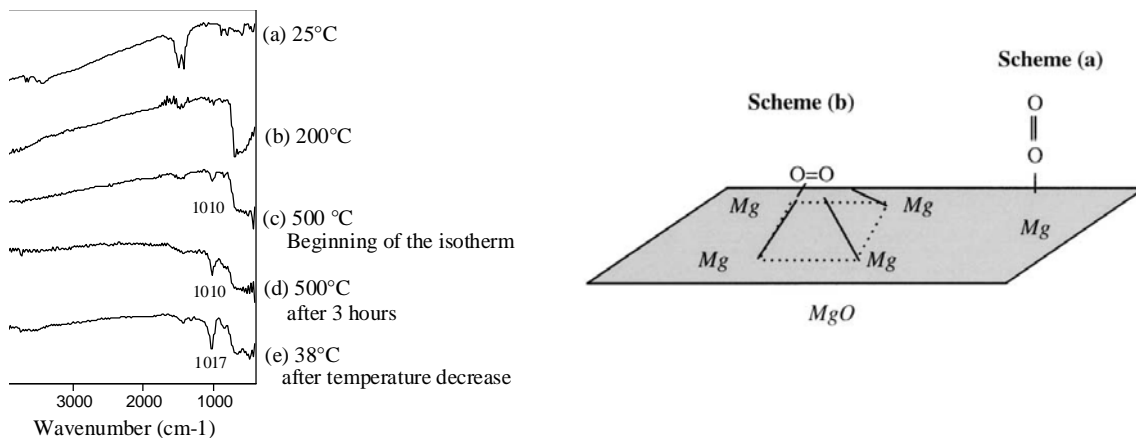 (a) 25°C
(b) 200°C
1010
(c) 500 °C
Beginning of the isotherm
1010
(d) 500°C
after 3 hours
1017
(e) 38°C
after temperature decrease
3000 2000 1000
Wavenumber (cm-1)
Scheme (a)
Scheme (b)
O
O
O=O
Mg Mg Mg
Mg Mg
MgO